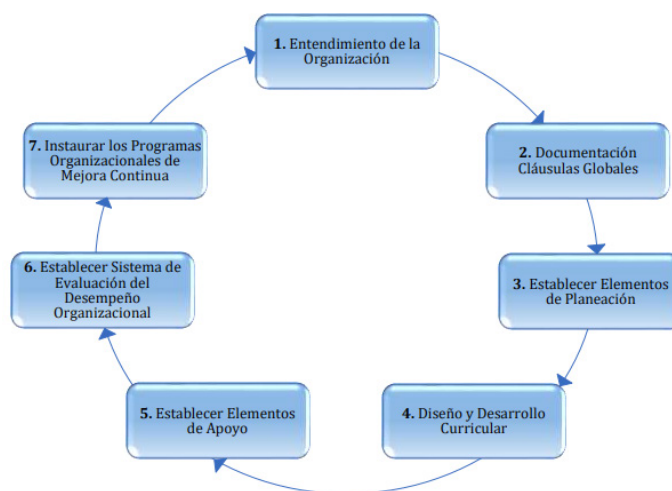 1. Entendimiento de la
Organización
2. Documentación
Cláusulas Globales
3. Establecer Elementos
de Planeación
4. Diseño y Desarrollo
Curricular
5. Establecer Elementos
de Apoyo
6. Establecer Sistema de
Evaluación del
Desempeño
Organizacional
7. Instaurar los Programas
Organizacionales de
Mejora Continua